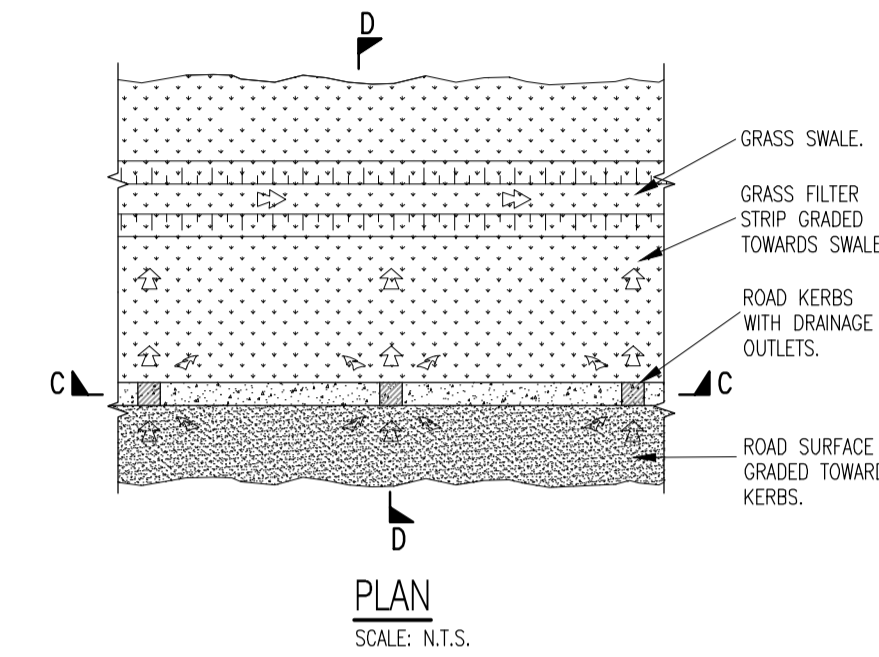 D
GRASS SWALE.
GRASS FILTER
STRIP GRADED
TOWARDS SWALE
ROAD KERBS
WITH DRAINAGE
OUTLETS.
C
C
ROAD SURFACE
GRADED TOWARD
KERBS.
D
PLAN
SCALE: N.T.S.